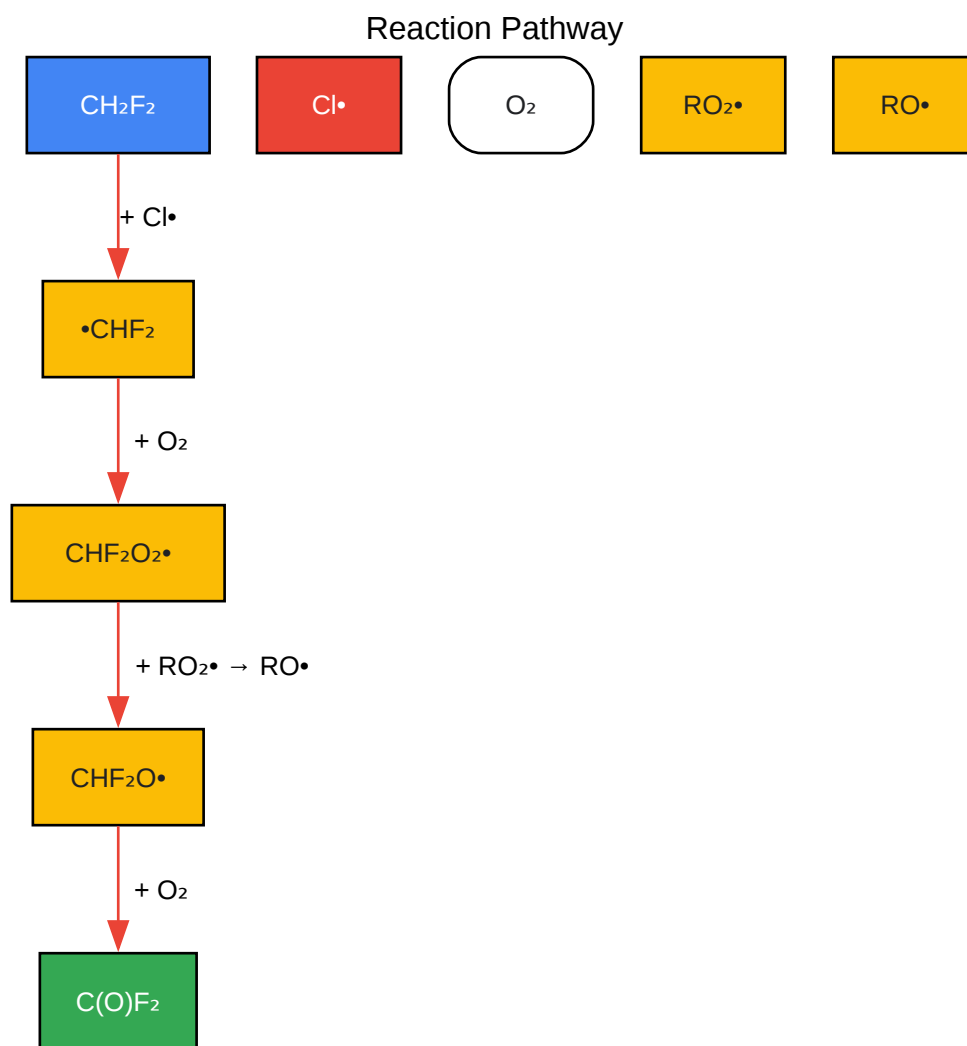 Reaction Pathway
CH₂F₂
Cl•
O₂
RO₂•
RO•
+ Cl•
•CHF₂
+ O₂
CHF₂O₂•
+ RO₂• → RO•
CHF₂O•
+ O₂
C(O)F₂